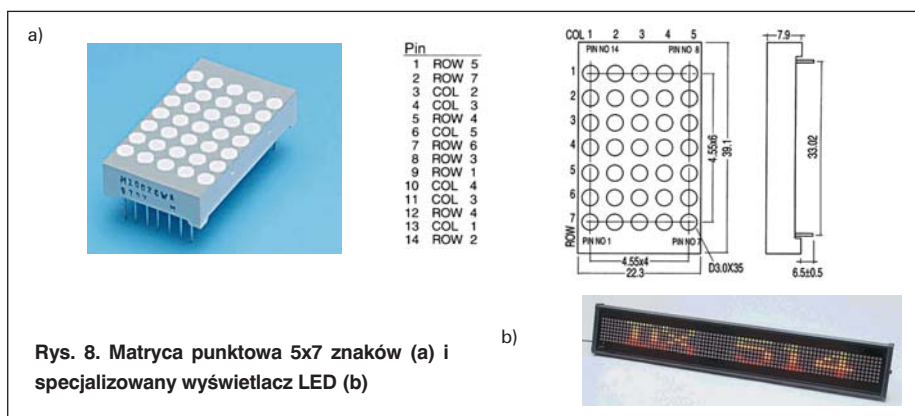 a)
Pin
1 ROW 5
2 ROW 7
3 COL 2
4 COL 3
5 ROW 4
6 COL 5
7 ROW 6
8 ROW 3
9 ROW 1
10 COL 4
11 COL 3
12 ROW 4
13 COL 1
14 ROW 2
COL 1 2 3 4 5
PIN NO 14 PIN NO 8
1
2
3
4
5
6
7
ROW
PIN NO 1 PIN NO 7
4.55x6
39.1
4.55x4
22.3
D3.0X35
7.9
33.02
6.5±0.5
b)
514
Rys. 8. Matryca punktowa 5x7 znaków (a) i
specjalizowany wyświetlacz LED (b)